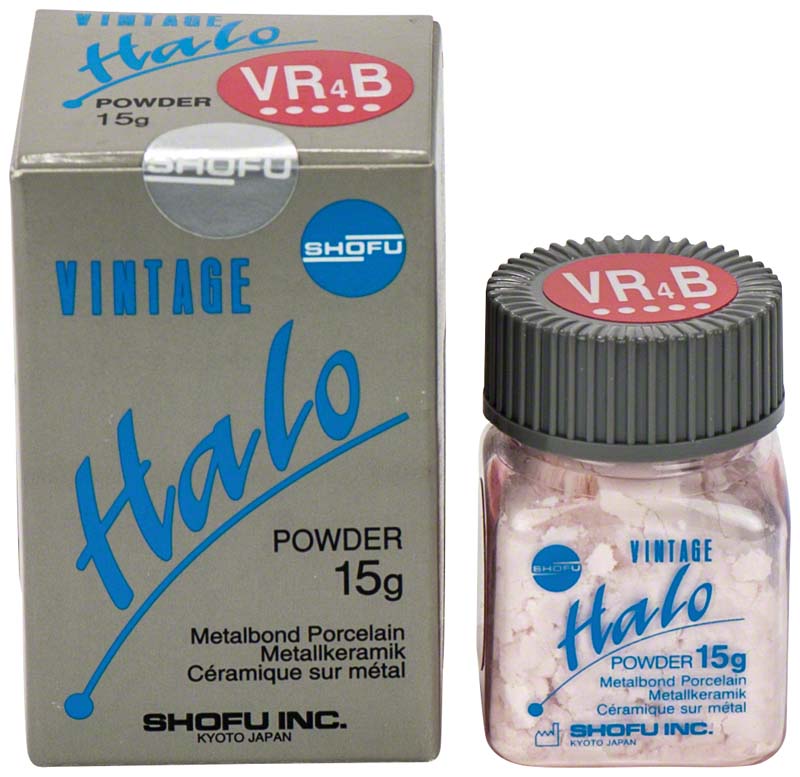 VINTAGE
Halo
POWDER
15g
VR4B
SHOFU
SHOFU
VINTAGE
Halo
POWDER
15g
Metalbond Porcelain
Metallkeramik
Céramique sur métal
SHOFU INC.
KYOTO JAPAN
VR4B
SHOFU
VINTAGE
Halo
POWDER 15g
Metalbond Porcelain
Metallkeramik
Céramique sur métal
SHOFU INC.
KYOTO JAPAN